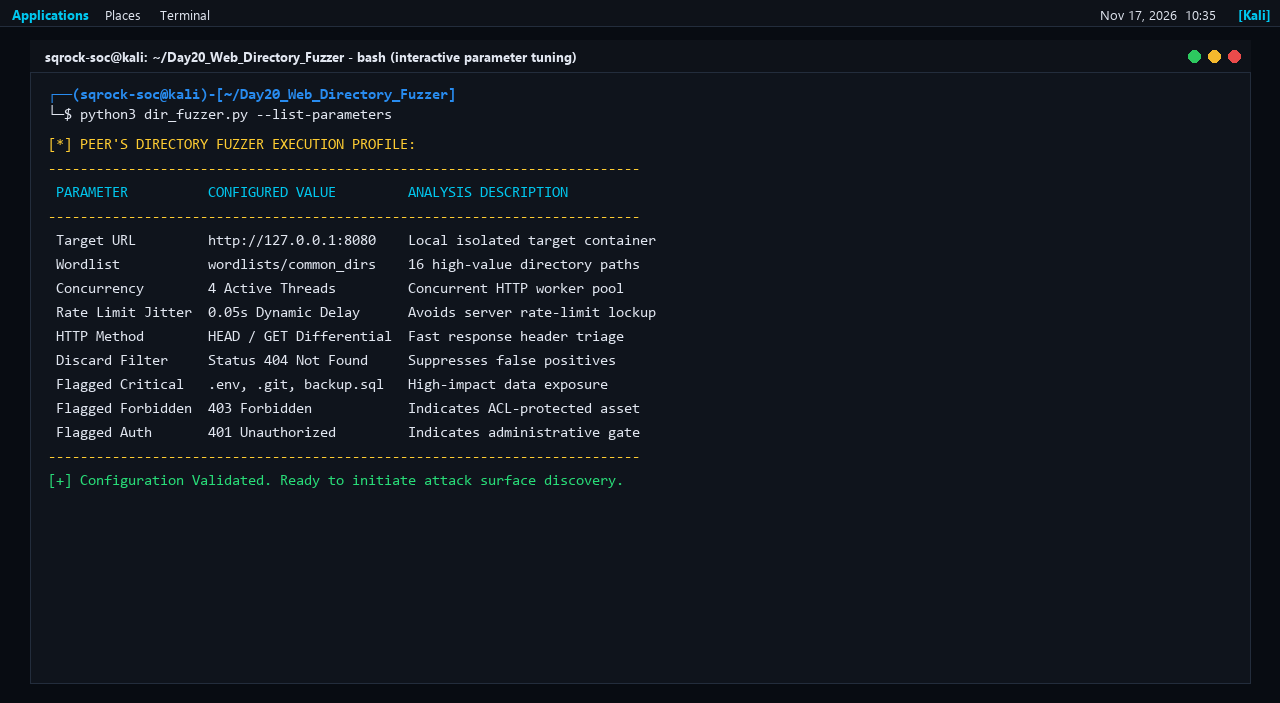 Applications Places Terminal Nov 17, 2026 10:35 [Kali]
sqrock-soc@kali: ~/Day20_Web_Directory_Fuzzer - bash (interactive parameter tuning)
┌──(sqrock-soc@kali)-[~/Day20_Web_Directory_Fuzzer]
└─$ python3 dir_fuzzer.py --list-parameters
[*] PEER'S DIRECTORY FUZZER EXECUTION PROFILE:
--------------------------------------------------------------------------
PARAMETER CONFIGURED VALUE ANALYSIS DESCRIPTION
--------------------------------------------------------------------------
Target URL http://127.0.0.1:8080 Local isolated target container
Wordlist wordlists/common_dirs 16 high-value directory paths
Concurrency 4 Active Threads Concurrent HTTP worker pool
Rate Limit Jitter 0.05s Dynamic Delay Avoids server rate-limit lockup
HTTP Method HEAD / GET Differential Fast response header triage
Discard Filter Status 404 Not Found Suppresses false positives
Flagged Critical .env, .git, backup.sql High-impact data exposure
Flagged Forbidden 403 Forbidden Indicates ACL-protected asset
Flagged Auth 401 Unauthorized Indicates administrative gate
--------------------------------------------------------------------------
[+] Configuration Validated. Ready to initiate attack surface discovery.